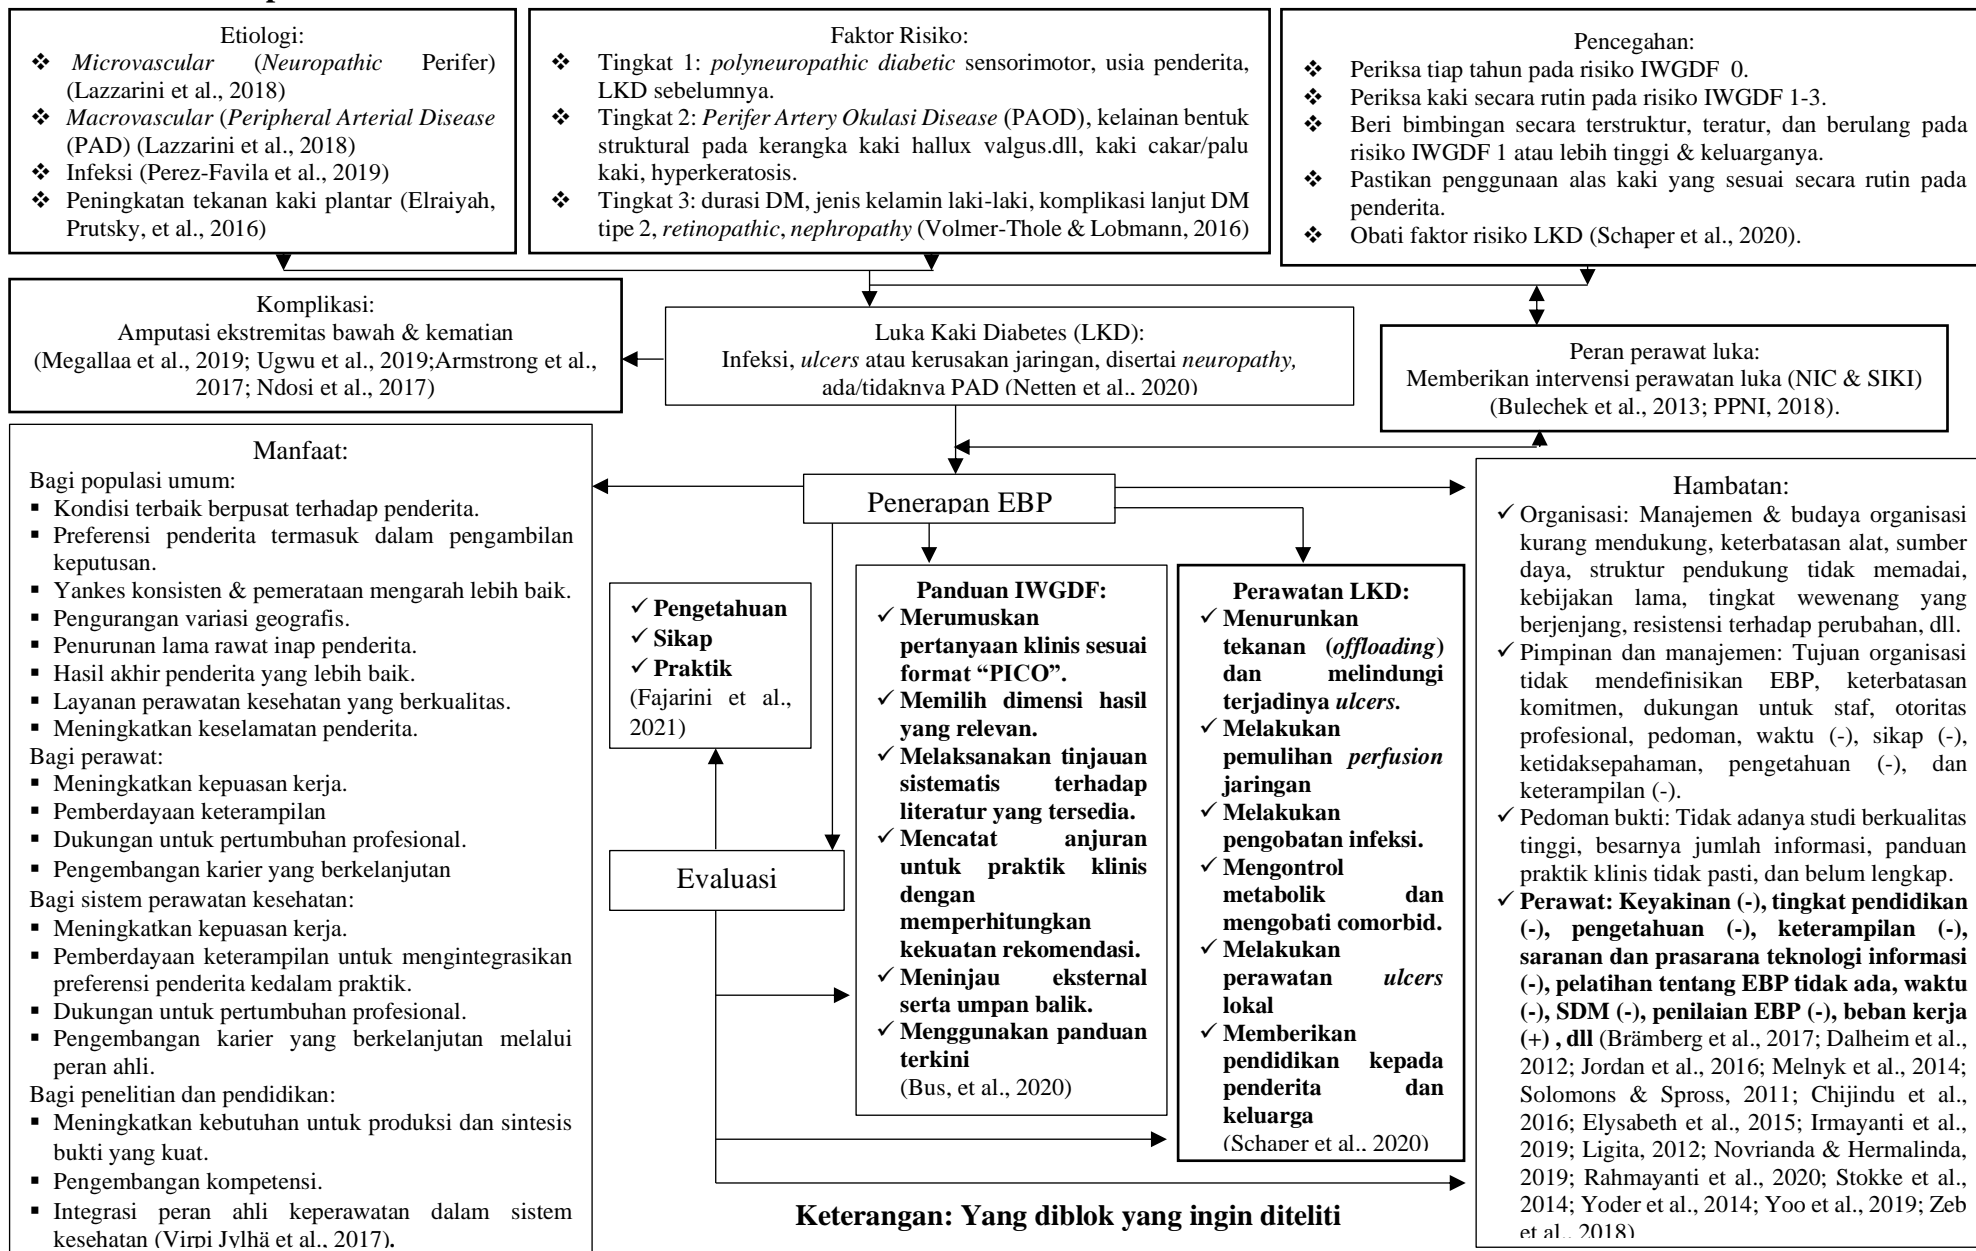 Etiologi:
❖ Microvascular (Neuropathic Perifer)
(Lazzarini et al., 2018)
❖ Macrovascular (Peripheral Arterial Disease
(PAD) (Lazzarini et al., 2018)
❖ Infeksi (Perez-Favila et al., 2019)
❖ Peningkatan tekanan kaki plantar (Elraiyah,
Prutsky, et al., 2016)
Faktor Risiko:
❖ Tingkat 1: polyneuropathic diabetic sensorimotor, usia penderita,
LKD sebelumnya.
❖ Tingkat 2: Perifer Artery Okulasi Disease (PAOD), kelainan bentuk
struktural pada kerangka kaki hallux valgus.dll, kaki cakar/palu
kaki, hyperkeratosis.
❖ Tingkat 3: durasi DM, jenis kelamin laki-laki, komplikasi lanjut DM
tipe 2, retinopathic, nephropathy (Volmer-Thole & Lobmann, 2016)
Pencegahan:
❖ Periksa tiap tahun pada risiko IWGDF 0.
❖ Periksa kaki secara rutin pada risiko IWGDF 1-3.
❖ Beri bimbingan secara terstruktur, teratur, dan berulang pada
risiko IWGDF 1 atau lebih tinggi & keluarganya.
❖ Pastikan penggunaan alas kaki yang sesuai secara rutin pada
penderita.
❖ Obati faktor risiko LKD (Schaper et al., 2020).
Komplikasi:
Amputasi ekstremitas bawah & kematian
(Megallaa et al., 2019; Ugwu et al., 2019;Armstrong et al.,
2017; Ndosi et al., 2017)
Luka Kaki Diabetes (LKD):
Infeksi, ulcers atau kerusakan jaringan, disertai neuropathy,
ada/tidaknya PAD (Netten et al., 2020)
Peran perawat luka:
Memberikan intervensi perawatan luka (NIC & SIKI)
(Bulechek et al., 2013; PPNI, 2018).
Manfaat:
Bagi populasi umum:
▪ Kondisi terbaik berpusat terhadap penderita.
▪ Preferensi penderita termasuk dalam pengambilan
keputusan.
▪ Yankes konsisten & pemerataan mengarah lebih baik.
▪ Pengurangan variasi geografis.
▪ Penurunan lama rawat inap penderita.
▪ Hasil akhir penderita yang lebih baik.
▪ Layanan perawatan kesehatan yang berkualitas.
▪ Meningkatkan keselamatan penderita.
Bagi perawat:
▪ Meningkatkan kepuasan kerja.
▪ Pemberdayaan keterampilan
▪ Dukungan untuk pertumbuhan profesional.
▪ Pengembangan karier yang berkelanjutan
Bagi sistem perawatan kesehatan:
▪ Meningkatkan kepuasan kerja.
▪ Pemberdayaan keterampilan untuk mengintegrasikan
preferensi penderita kedalam praktik.
▪ Dukungan untuk pertumbuhan profesional.
▪ Pengembangan karier yang berkelanjutan melalui
peran ahli.
Bagi penelitian dan pendidikan:
▪ Meningkatkan kebutuhan untuk produksi dan sintesis
bukti yang kuat.
▪ Pengembangan kompetensi.
▪ Integrasi peran ahli keperawatan dalam sistem
kesehatan (Virpi Jylhä et al., 2017).
Penerapan EBP
✓ Pengetahuan
✓ Sikap
✓ Praktik
(Fajarini et al.,
2021)
Evaluasi
Panduan IWGDF:
✓ Merumuskan
pertanyaan klinis sesuai
format “PICO”.
✓ Memilih dimensi hasil
yang relevan.
✓ Melaksanakan tinjauan
sistematis terhadap
literatur yang tersedia.
✓ Mencatat anjuran
untuk praktik klinis
dengan
memperhitungkan
kekuatan rekomendasi.
✓ Meninjau eksternal
serta umpan balik.
✓ Menggunakan panduan
terkini
(Bus, et al., 2020)
Perawatan LKD:
✓ Menurunkan
tekanan (offloading)
dan melindungi
terjadinya ulcers.
✓ Melakukan
pemulihan perfusion
jaringan
✓ Melakukan
pengobatan infeksi.
✓ Mengontrol
metabolik dan
mengobati comorbid.
✓ Melakukan
perawatan ulcers
lokal
✓ Memberikan
pendidikan kepada
penderita dan
keluarga
(Schaper et al., 2020)
Hambatan:
✓ Organisasi: Manajemen & budaya organisasi
kurang mendukung, keterbatasan alat, sumber
daya, struktur pendukung tidak memadai,
kebijakan lama, tingkat wewenang yang
berjenjang, resistensi terhadap perubahan, dll.
✓ Pimpinan dan manajemen: Tujuan organisasi
tidak mendefinisikan EBP, keterbatasan
komitmen, dukungan untuk staf, otoritas
profesional, pedoman, waktu (-), sikap (-),
ketidaksepahaman, pengetahuan (-), dan
keterampilan (-).
✓ Pedoman bukti: Tidak adanya studi berkualitas
tinggi, besarnya jumlah informasi, panduan
praktik klinis tidak pasti, dan belum lengkap.
✓ Perawat: Keyakinan (-), tingkat pendidikan
(-), pengetahuan (-), keterampilan (-),
saranan dan prasarana teknologi informasi
(-), pelatihan tentang EBP tidak ada, waktu
(-), SDM (-), penilaian EBP (-), beban kerja
(+) , dll (Brämberg et al., 2017; Dalheim et al.,
2012; Jordan et al., 2016; Melnyk et al., 2014;
Solomons & Spross, 2011; Chijindu et al.,
2016; Elysabeth et al., 2015; Irmayanti et al.,
2019; Ligita, 2012; Novrianda & Hermalinda,
2019; Rahmayanti et al., 2020; Stokke et al.,
2014; Yoder et al., 2014; Yoo et al., 2019; Zeb
et al., 2018)
Keterangan: Yang diblok yang ingin diteliti